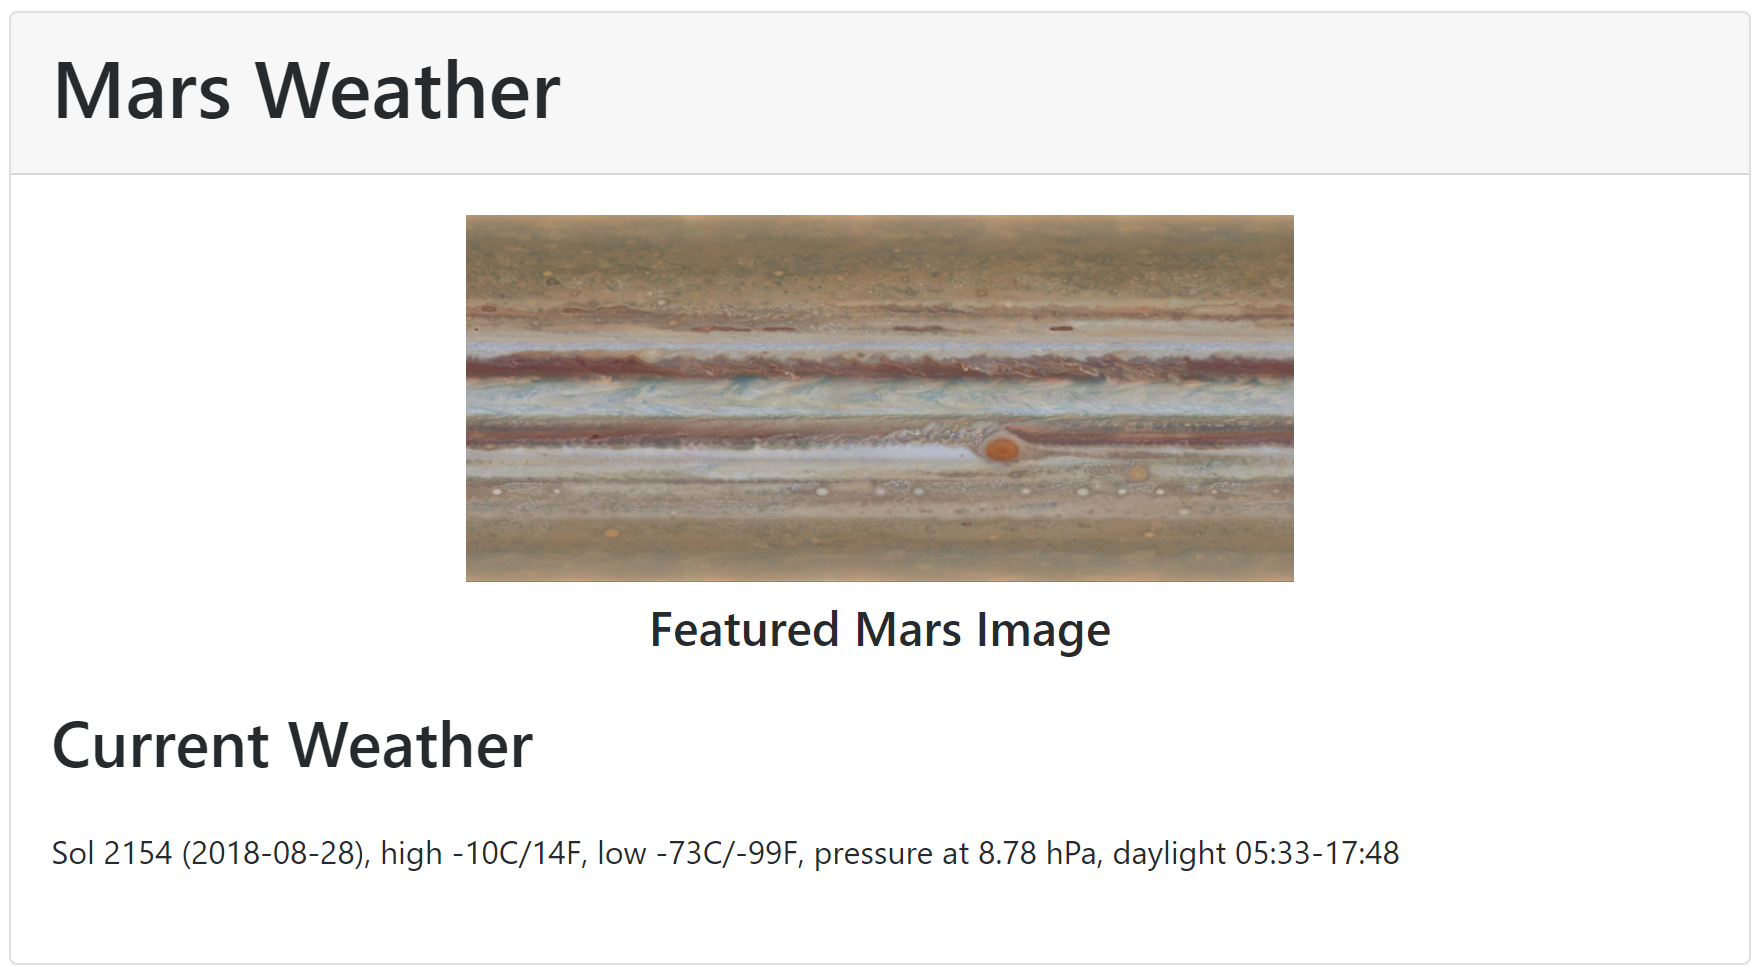 Mars Weather
Featured Mars Image
Current Weather
Sol 2154 (2018-08-28), high -10C/14F, low -73C/-99F, pressure at 8.78 hPa, daylight 05:33-17:48